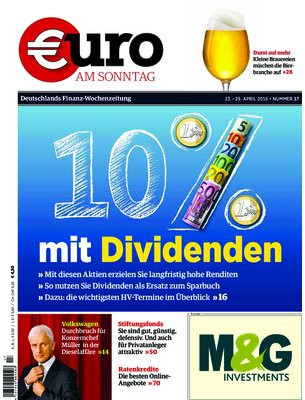 €uro
AM SONNTAG
Durst auf mehr
Kleine Brauereien
mischen die Bier-
branche auf »28
Deutschlands Finanz-Wochenzeitung
23. - 29. APRIL 2016 • NUMMER 17
10%
mit Dividenden
» Mit diesen Aktien erzielen Sie langfristig hohe Renditen
» So nutzen Sie Dividenden als Ersatz zum Sparbuch
» Dazu: die wichtigsten HV-Termine im Überblick »16
Volkswagen
Durchbruch für
Konzernchef
Müller in der
Dieselaffäre »14
Stiftungsfonds
Sie sind gut, günstig,
defensiv. Und auch
für Privatanleger
attraktiv »50
Ratenkredite
Die besten Online-
Angebote »70
M&G
INVESTMENTS